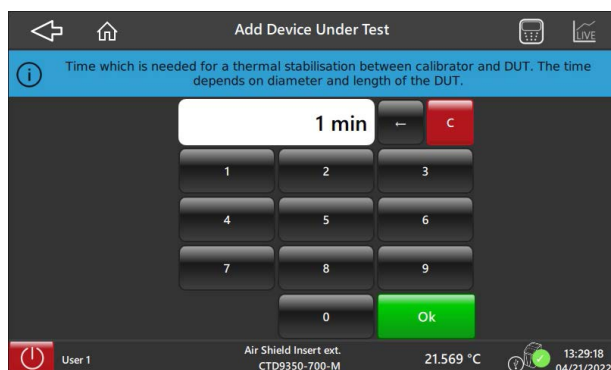 Add Device Under Test
LIVE
Time which is needed for a thermal stabilisation between calibrator and DUT. The time
depends on diameter and length of the DUT.
1 min ← C
1 2 3
4 5 6
7 8 9
0 Ok
User 1
Air Shield Insert ext.
CTD9350-700-M
21.569 °C
13:29:18
04/21/2022